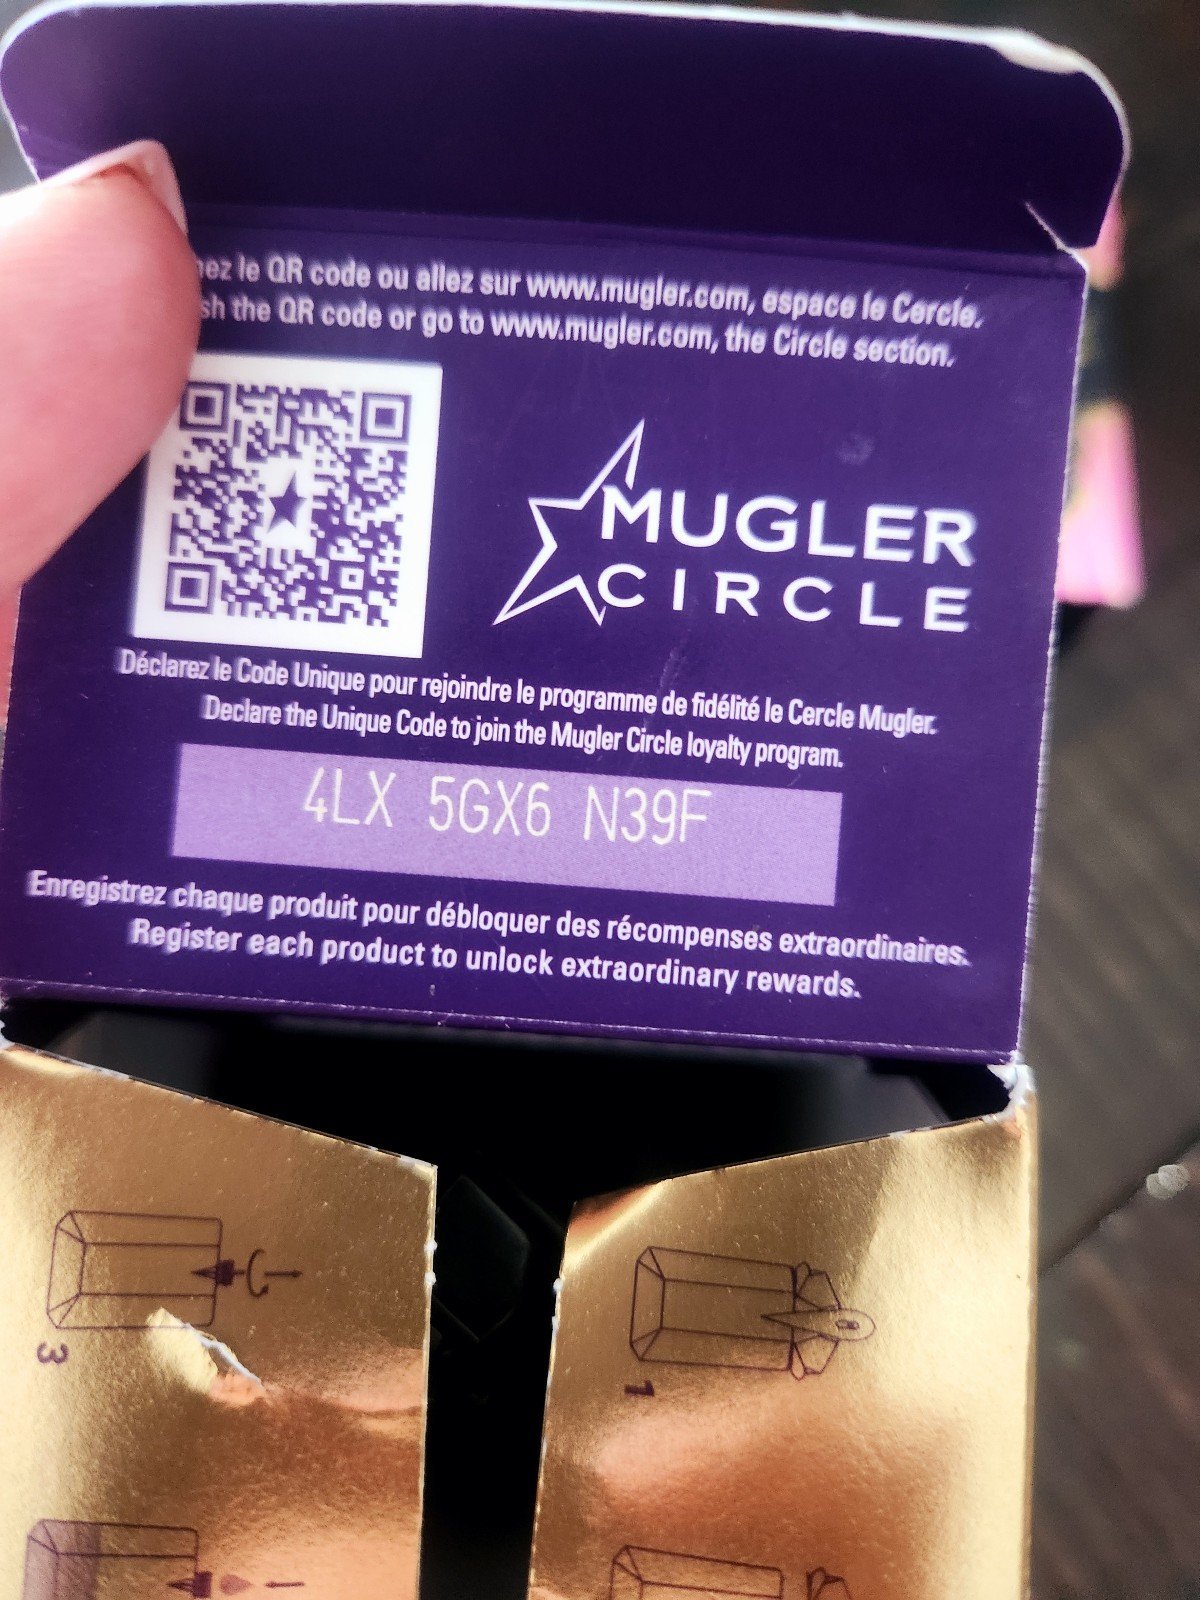 le QR code ou allez sur www.mugler.com, espace le Cercle.
the QR code or go to www.mugler.com, the Circle section.
MUGLER
CIRCLE
Déclarez le Code Unique pour rejoindre le programme de fidélité le Cercle Mugler.
Declare the Unique Code to join the Mugler Circle loyalty program.
4LX 5GX6 N39F
Enregistrez chaque produit pour débloquer des récompenses extraordinaires.
Register each product to unlock extraordinary rewards.
3
1